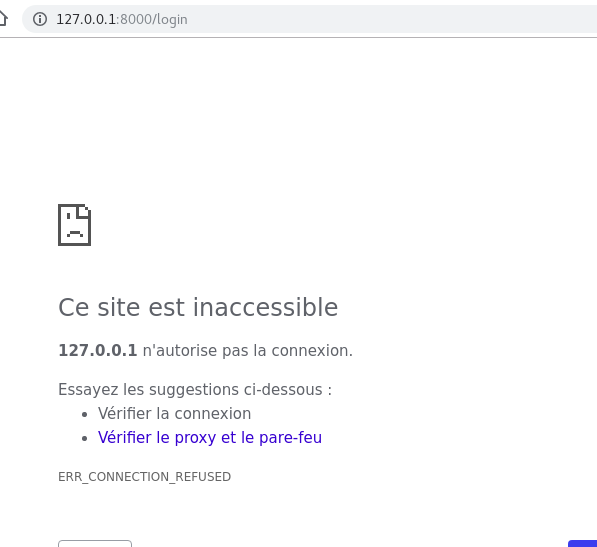 127.0.0.1:8000/login
Ce site est inaccessible
127.0.0.1 n'autorise pas la connexion.
Essayez les suggestions ci-dessous :
Vérifier la connexion
Vérifier le proxy et le pare-feu
ERR_CONNECTION_REFUSED